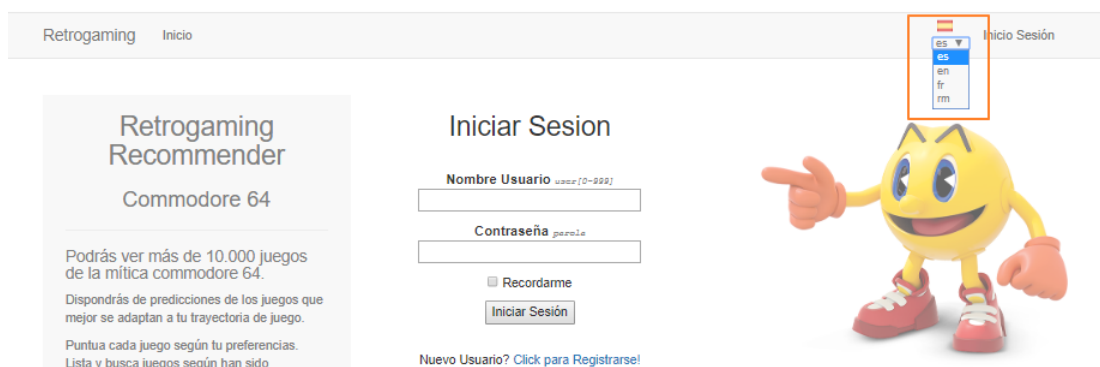 Retrogaming Inicio
es
es
en
fr
rm
Inicio Sesión
Retrogaming
Recommender
Commodore 64
Podrás ver más de 10.000 juegos
de la mítica commodore 64.
Dispondrás de predicciones de los juegos que
mejor se adaptan a tu trayectoria de juego.
Puntua cada juego según tu preferencias.
Lista y busca juegos según han sido
Iniciar Sesion
Nombre Usuario user[0-999]
Contraseña parola
Recordarme
Iniciar Sesión
Nuevo Usuario? Click para Registrarse!